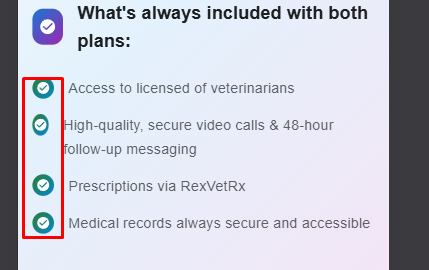 What's always included with both
plans:
Access to licensed of veterinarians
High-quality, secure video calls & 48-hour
follow-up messaging
Prescriptions via RexVetRx
Medical records always secure and accessible